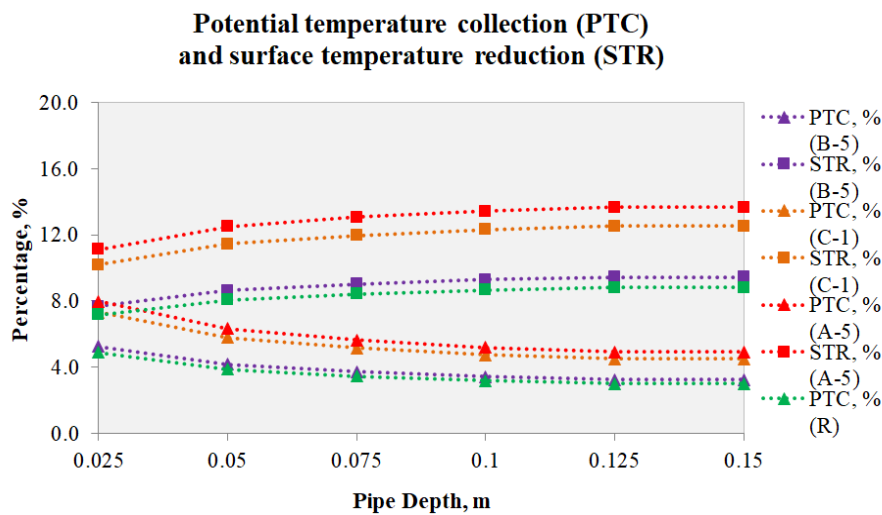 Potential temperature collection (PTC)
and surface temperature reduction (STR)
20.0
16.0
12.0
8.0
4.0
0.0
Percentage, %
0.025
0.05
0.075
0.1
0.125
0.15
Pipe Depth, m
PTC, %
(B-5)
STR, %
(B-5)
PTC, %
(C-1)
STR, %
(C-1)
PTC, %
(A-5)
STR, %
(A-5)
PTC, %
(R)